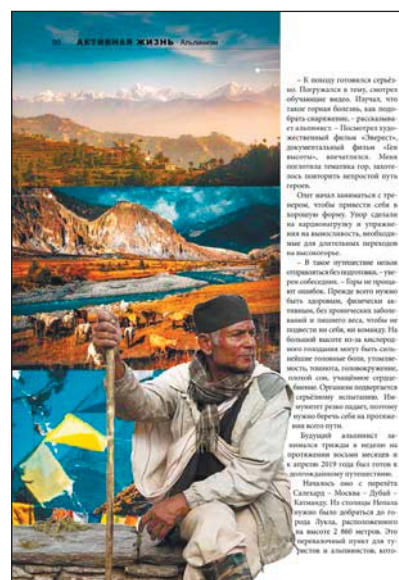 50 АКТИВНАЯ ЖИЗНЬ Альпинизм
– К походу готовился серьёз-
но. Погружался в тему, смотрел
обучающие видео. Изучал, что
такое горная болезнь, как подо-
брать снаряжение, – рассказыва-
ет альпинист. – Посмотрел худо-
жественный фильм «Эверест»,
документальный фильм «Ген
высоты», впечатлился. Меня
поглотила тематика гор, захоте-
лось повторить непростой путь
героев.
Олег начал заниматься с тре-
нером, чтобы привести себя в
хорошую форму. Упор сделали
на кардионагрузку и упражне-
ния на выносливость, необходи-
мые для длительных переходов
на высокогорье.
– В такое путешествие нельзя
отправляться без подготовки, – уве-
рен собеседник. – Горы не проща-
ют ошибок. Прежде всего нужно
быть здоровым, физически ак-
тивным, без хронических заболе-
ваний и лишнего веса, чтобы не
подвести ни себя, ни команду. На
большой высоте из-за кислород-
ного голодания могут быть силь-
нейшие головные боли, утомляе-
мость, тошнота, головокружение,
плохой сон, учащённое сердце-
биение. Организм подвергается
серьёзному испытанию. Им-
мунитет резко падает, поэтому
нужно беречь себя на протяже-
нии всего пути.
Будущий альпинист за-
нимался трижды в неделю на
протяжении восьми месяцев и
к апрелю 2019 года был готов к
долгожданному путешествию.
Началось оно с перелёта
Салехард – Москва – Дубай –
Катманду. Из столицы Непала
нужно было добраться до го-
рода Лукла, расположенного
на высоте 2 860 метров. Это
перевалочный пункт для ту-
ристов и альпинистов, кото-